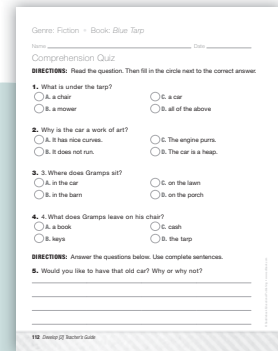 Genre: Fiction • Book: Blue Tarp
Name Date
Comprehension Quiz
DIRECTIONS: Read the question. Then fill in the circle next to the correct answer.
1. What is under the tarp?
A. a chair C. a car
B. a mower D. all of the above
2. Why is the car a work of art?
A. It has nice curves. C. The engine purrs.
B. It does not run. D. The car is a heap.
3. 3. Where does Gramps sit?
A. in the car C. on the lawn
B. in the barn D. on the porch
4. 4. What does Gramps leave on his chair?
A. a book C. cash
B. keys D. the tarp
DIRECTIONS: Answer the questions below. Use complete sentences.
5. Would you like to have that old car? Why or why not?
112 Develop [2] Teacher's Guide